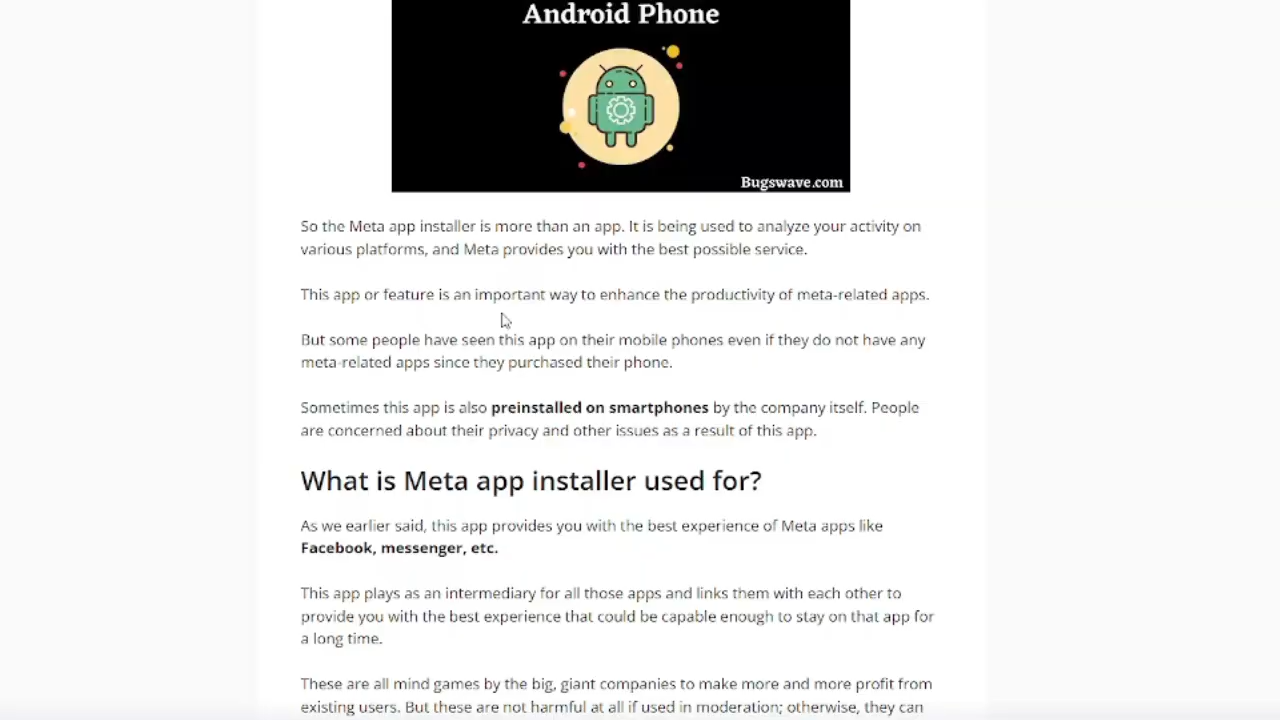 Android Phone
Bugswave.com
So the Meta app installer is more than an app. It is being used to analyze your activity on
various platforms, and Meta provides you with the best possible service.
This app or feature is an important way to enhance the productivity of meta-related apps.
But some people have seen this app on their mobile phones even if they do not have any
meta-related apps since they purchased their phone.
Sometimes this app is also preinstalled on smartphones by the company itself. People
are concerned about their privacy and other issues as a result of this app.
What is Meta app installer used for?
As we earlier said, this app provides you with the best experience of Meta apps like
Facebook, messenger, etc.
This app plays as an intermediary for all those apps and links them with each other to
provide you with the best experience that could be capable enough to stay on that app for
a long time.
These are all mind games by the big, giant companies to make more and more profit from
existing users. But these are not harmful at all if used in moderation; otherwise, they can